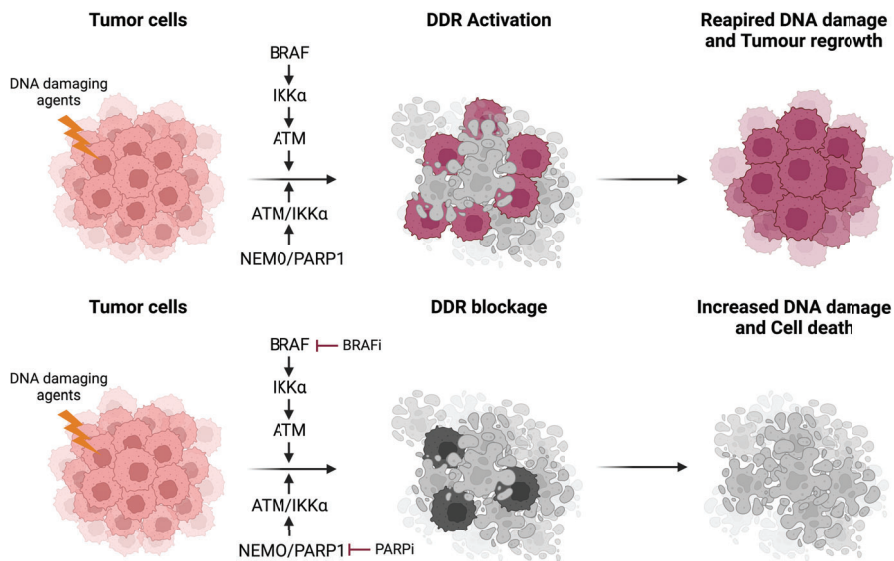 Tumor cells
DDR Activation
Reapired DNA damage
and Tumour regrowth
DNA damaging
agents
BRAF
IKKα
ATM
ATM/IKKα
NEM0/PARP1
Tumor cells
DDR blockage
Increased DNA damage
and Cell death
DNA damaging
agents
BRAF
BRAFi
IKKα
ATM
ATM/IKKα
NEMO/PARP1
PARPi